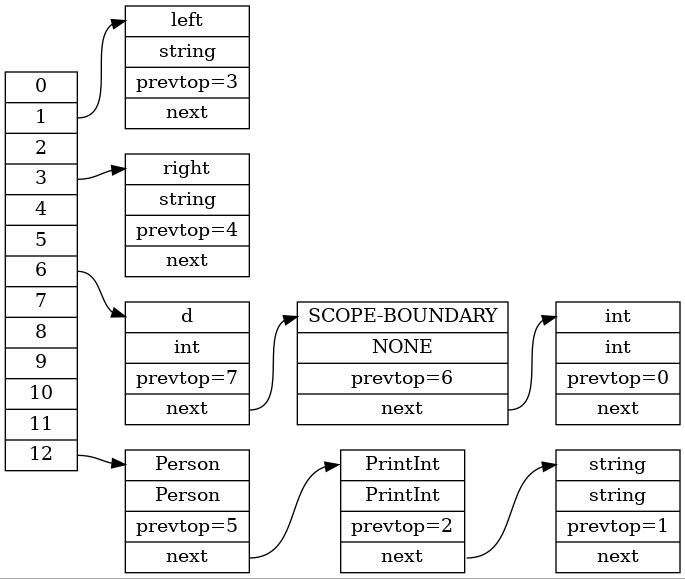 0
1
2
3
4
5
6
7
8
9
10
11
12
left
string
prevtop=3
next
right
string
prevtop=4
next
d
int
prevtop=7
next
SCOPE-BOUNDARY
NONE
prevtop=6
next
int
int
prevtop=0
next
Person
Person
prevtop=5
next
PrintInt
PrintInt
prevtop=2
next
string
string
prevtop=1
next